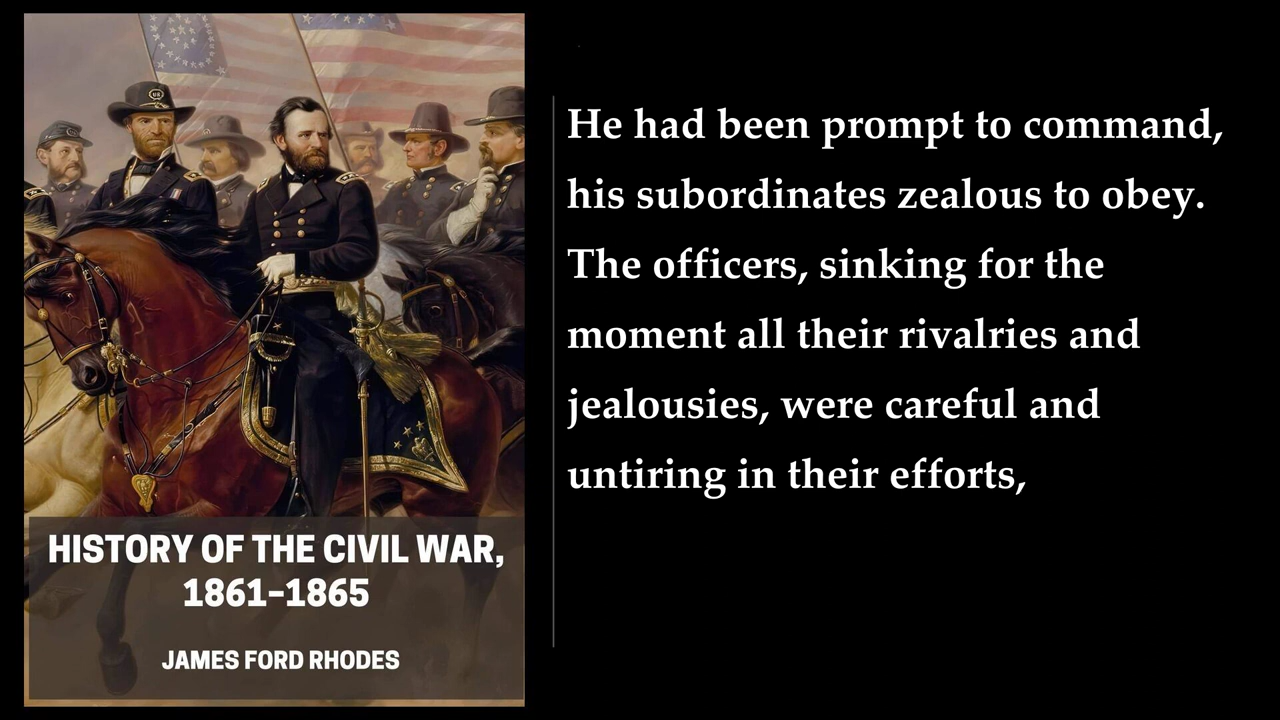 HISTORY OF THE CIVIL WAR,
1861–1865
JAMES FORD RHODES
He had been prompt to command,
his subordinates zealous to obey.
The officers, sinking for the
moment all their rivalries and
jealousies, were careful and
untiring in their efforts,